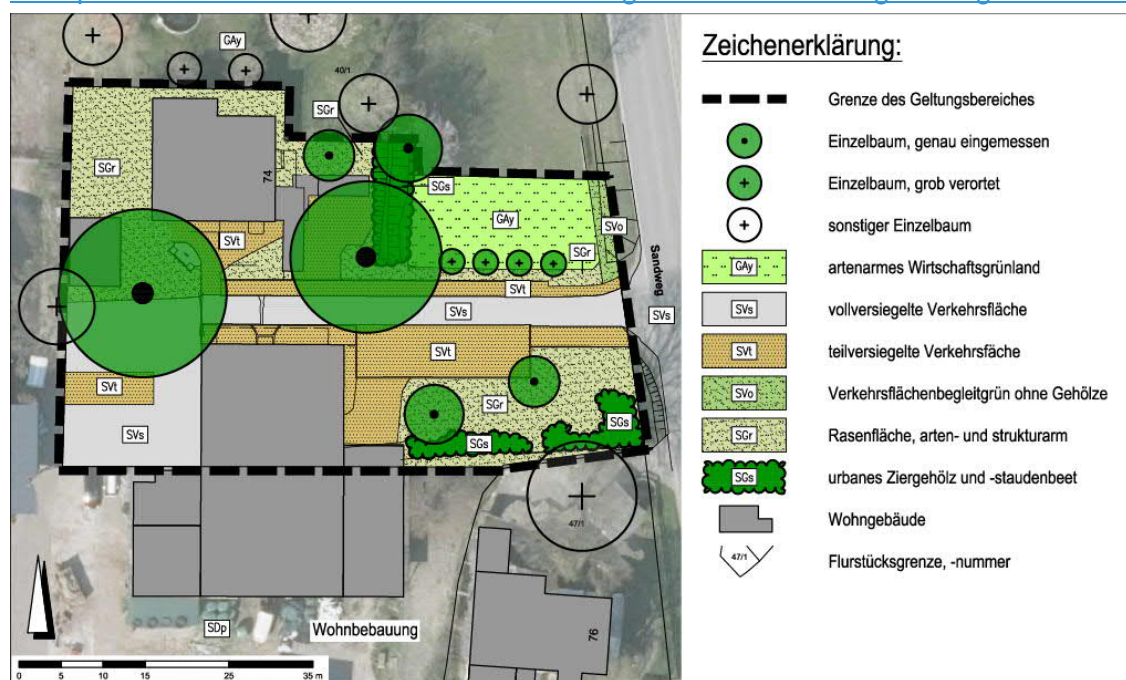 GAy
40/1
SGr
SGr
74
SGs
GAy
SVo
SGr
SVt
SVt
SVs
Sandweg
SVs
SVt
SVt
SGr
SVs
SGs
SGs
47/1
SDp
Wohnbebauung
76
0 5 10 15 25 35 m
Zeichenerklärung:
Grenze des Geltungsbereiches
Einzelbaum, genau eingemessen
Einzelbaum, grob verortet
sonstiger Einzelbaum
GAy artenarmes Wirtschaftsgrünland
SVs vollversiegelte Verkehrsfläche
SVt teilversiegelte Verkehrsfäche
SVo Verkehrsflächenbegleitgrün ohne Gehölze
SGr Rasenfläche, arten- und strukturarm
SGs urbanes Ziergehölz und -staudenbeet
Wohngebäude
47/1 Flurstücksgrenze, -nummer